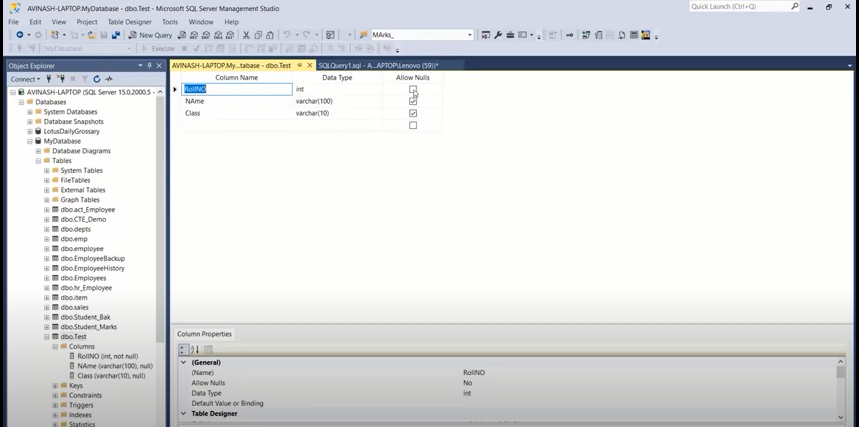 AVINASH-LAPTOP.MyDatabase - dbo.Test - Microsoft SQL Server Management Studio
Quick Launch (Ctrl+Q)
File Edit View Project Table Designer Tools Window Help
New Query
MArks_
MyDatabase
Execute
Object Explorer
AVINASH-LAPTOP.My...tabase - dbo.Test
SQLQuery1.sql - A...APTOP\Lenovo (59))*
Connect
Column Name Data Type Allow Nulls
RollNO int
NAme varchar(100)
Class varchar(10)
AVINASH-LAPTOP (SQL Server 15.0.2000.5 -
Databases
System Databases
Database Snapshots
LotusDailyGrossary
MyDatabase
Database Diagrams
Tables
System Tables
FileTables
External Tables
Graph Tables
dbo.act_Employee
dbo.CTE_Demo
dbo.depts
dbo.emp
dbo.employee
dbo.EmployeeBackup
dbo.EmployeeHistory
dbo.Employees
dbo.hr_Employee
dbo.item
dbo.sales
dbo.Student_Bak
dbo.Student_Marks
dbo.Test
Columns
RollNO (int, not null)
NAme (varchar(100), null)
Class (varchar(10), null)
Keys
Constraints
Triggers
Indexes
Statistics
Column Properties
(General)
(Name) RollNO
Allow Nulls No
Data Type int
Default Value or Binding
Table Designer